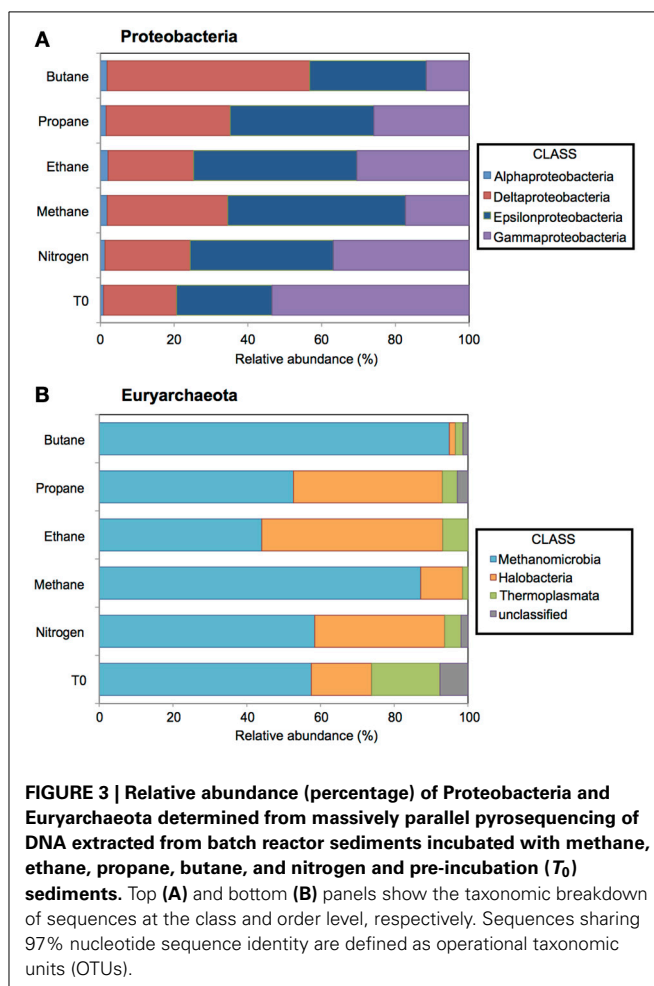 A Proteobacteria
Butane
Propane
Ethane
Methane
Nitrogen
T0
0 20 40 60 80 100
Relative abundance (%)
CLASS
Alphaproteobacteria
Deltaproteobacteria
Epsilonproteobacteria
Gammaproteobacteria
B Euryarchaeota
Butane
Propane
Ethane
Methane
Nitrogen
T0
0 20 40 60 80 100
Relative abundance (%)
CLASS
Methanomicrobia
Halobacteria
Thermoplasmata
unclassified
FIGURE 3 | Relative abundance (percentage) of Proteobacteria and
Euryarchaeota determined from massively parallel pyrosequencing of
DNA extracted from batch reactor sediments incubated with methane,
ethane, propane, butane, and nitrogen and pre-incubation (T0)
sediments. Top (A) and bottom (B) panels show the taxonomic breakdown
of sequences at the class and order level, respectively. Sequences sharing
97% nucleotide sequence identity are defined as operational taxonomic
units (OTUs).